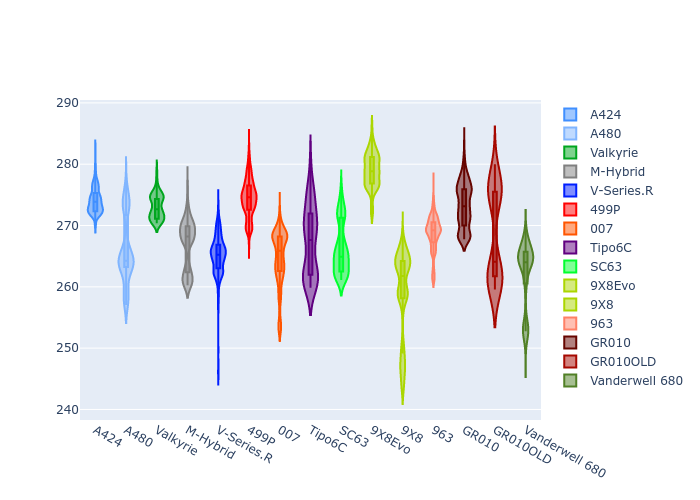 290
280
270
260
250
240
A424
A480
Valkyrie
M-Hybrid
V-Series.R
499P
007
Tipo6C
SC63
9X8Evo
9X8
963
GR010
GR010OLD
Vanderwell 680
A424
A480
Valkyrie
M-Hybrid
V-Series.R
499P
007
Tipo6C
SC63
9X8Evo
9X8
963
GR010
GR010OLD
Vanderwell 680